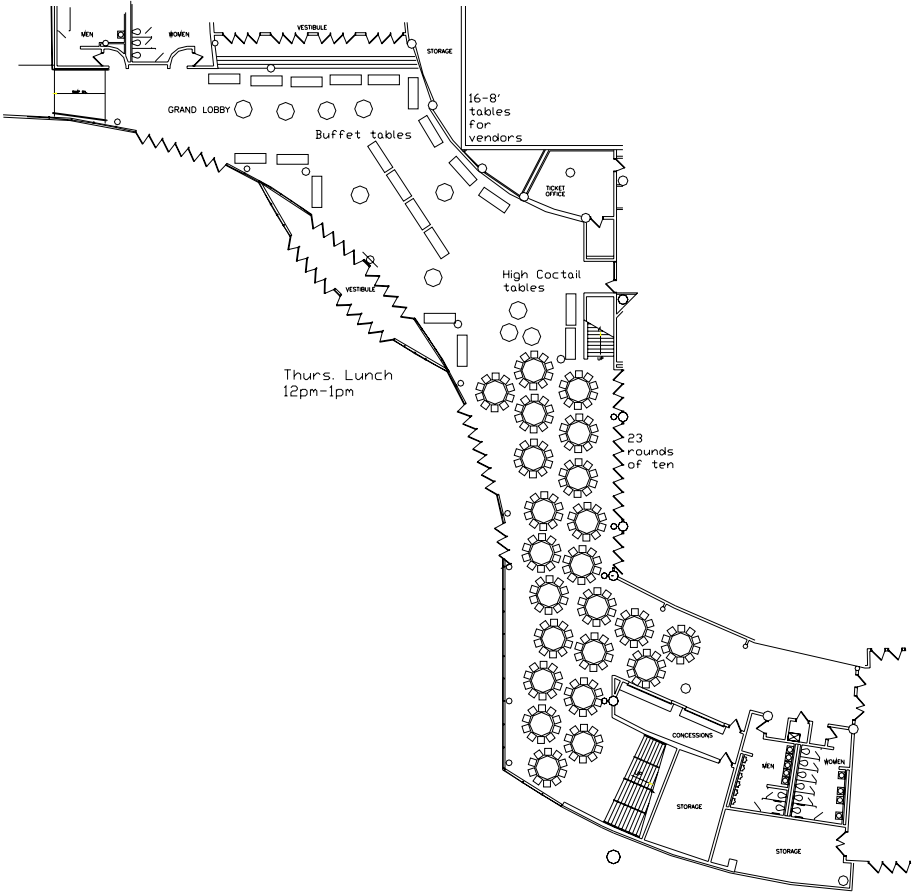 VESTIBULE
MEN
WOMEN
STORAGE
GRAND LOBBY
16-8'
tables
for
vendors
Buffet tables
TICKET
OFFICE
High Coctail
tables
VESTIBULE
Thurs. Lunch
12pm-1pm
23
rounds
of ten
CONCESSIONS
MEN
WOMEN
STORAGE
STORAGE